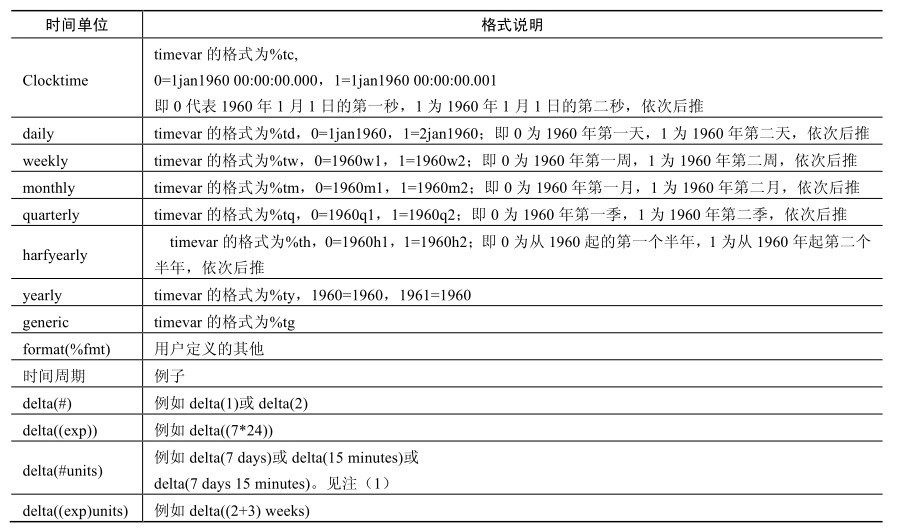 时间单位 格式说明
Clocktime
timevar 的格式为%tc,
0=1jan1960 00:00:00.000，1=1jan1960 00:00:00.001
即 0 代表 1960 年 1 月 1 日的第一秒，1 为 1960 年 1 月 1 日的第二秒，依次后推
daily timevar 的格式为%td，0=1jan1960，1=2jan1960；即 0 为 1960 年第一天，1 为 1960 年第二天，依次后推
weekly timevar 的格式为%tw，0=1960w1，1=1960w2；即 0 为 1960 年第一周，1 为 1960 年第二周，依次后推
monthly timevar 的格式为%tm，0=1960m1，1=1960m2；即 0 为 1960 年第一月，1 为 1960 年第二月，依次后推
quarterly timevar 的格式为%tq，0=1960q1，1=1960q2；即 0 为 1960 年第一季，1 为 1960 年第二季，依次后推
harfyearly
timevar 的格式为%th，0=1960h1，1=1960h2；即 0 为从 1960 起的第一个半年，1 为从 1960 年起第二个
半年，依次后推
yearly timevar 的格式为%ty，1960=1960，1961=1960
generic timevar 的格式为%tg
format(%fmt) 用户定义的其他
时间周期 例子
delta(#) 例如 delta(1)或 delta(2)
delta((exp)) 例如 delta((7*24))
delta(#units)
例如 delta(7 days)或 delta(15 minutes)或
delta(7 days 15 minutes)。见注（1）
delta((exp)units) 例如 delta((2+3) weeks)